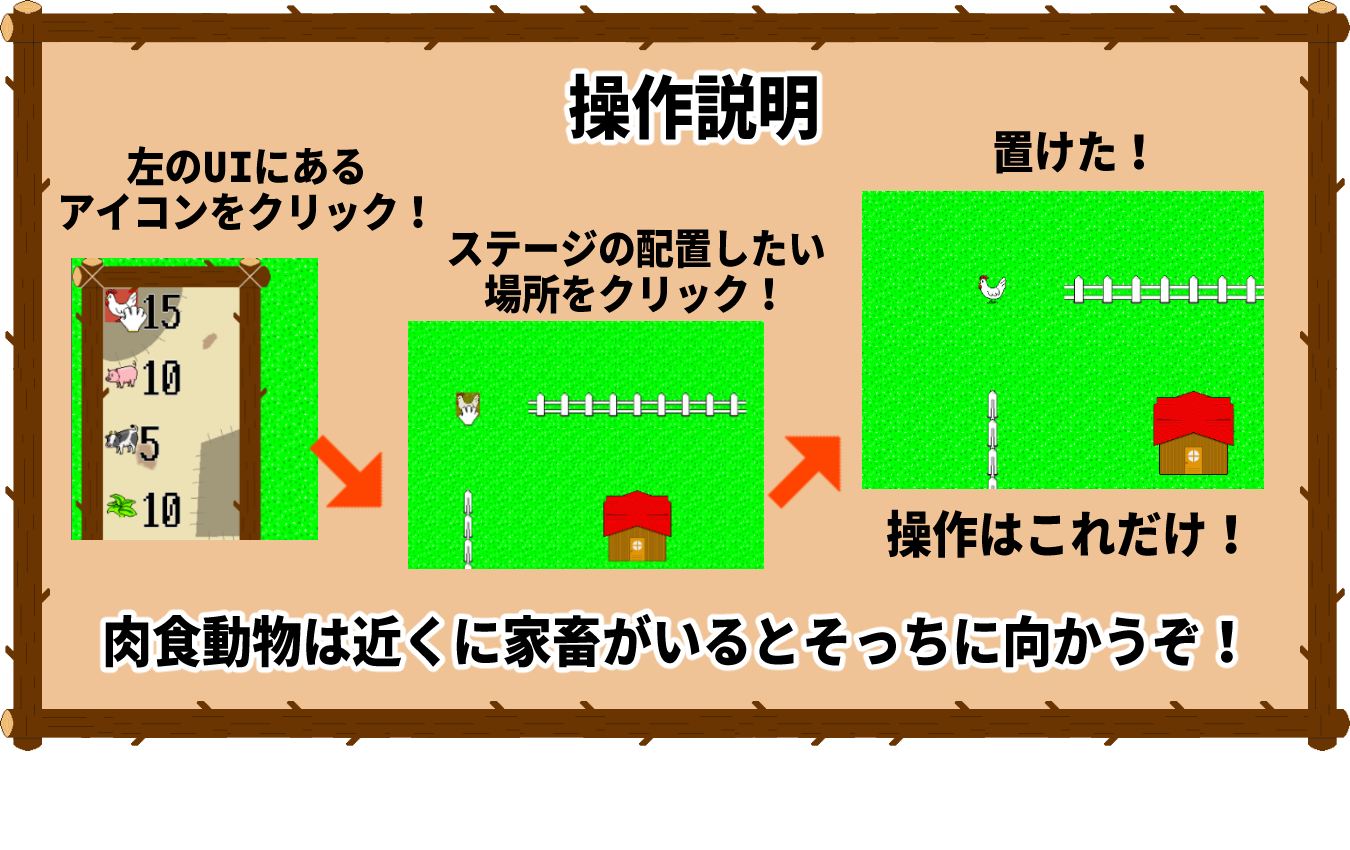 操作説明
左のUIにある
アイコンをクリック！
15
10
5
10
ステージの配置したい
場所をクリック！
置けた！
操作はこれだけ！
肉食動物は近くに家畜がいるとそっちに向かうぞ！